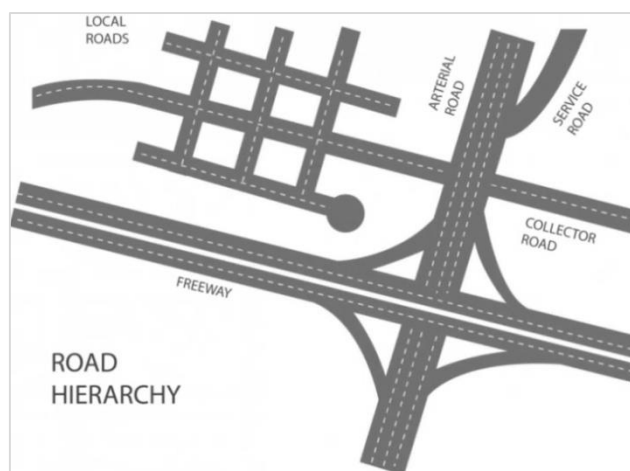 LOCAL
ROADS
ARTERIAL
ROAD
SERVICE
ROAD
COLLECTOR
ROAD
FREEWAY
ROAD
HIERARCHY